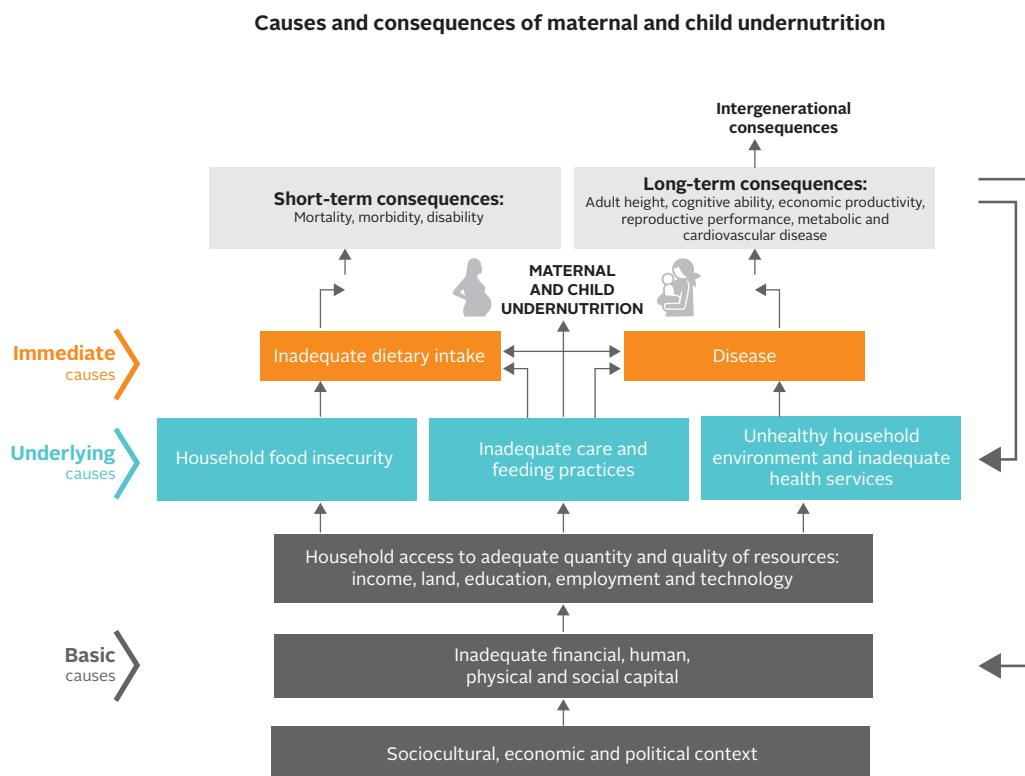 Causes and consequences of maternal and child undernutrition
Intergenerational
consequences
Short-term consequences:
Mortality, morbidity, disability
Long-term consequences:
Adult height, cognitive ability, economic productivity,
reproductive performance, metabolic and
cardiovascular disease
MATERNAL
AND CHILD
UNDERNUTRITION
Immediate
causes
Inadequate dietary intake
Disease
Underlying
causes
Household food insecurity
Inadequate care and
feeding practices
Unhealthy household
environment and inadequate
health services
Household access to adequate quantity and quality of resources:
income, land, education, employment and technology
Basic
causes
Inadequate financial, human,
physical and social capital
Sociocultural, economic and political context